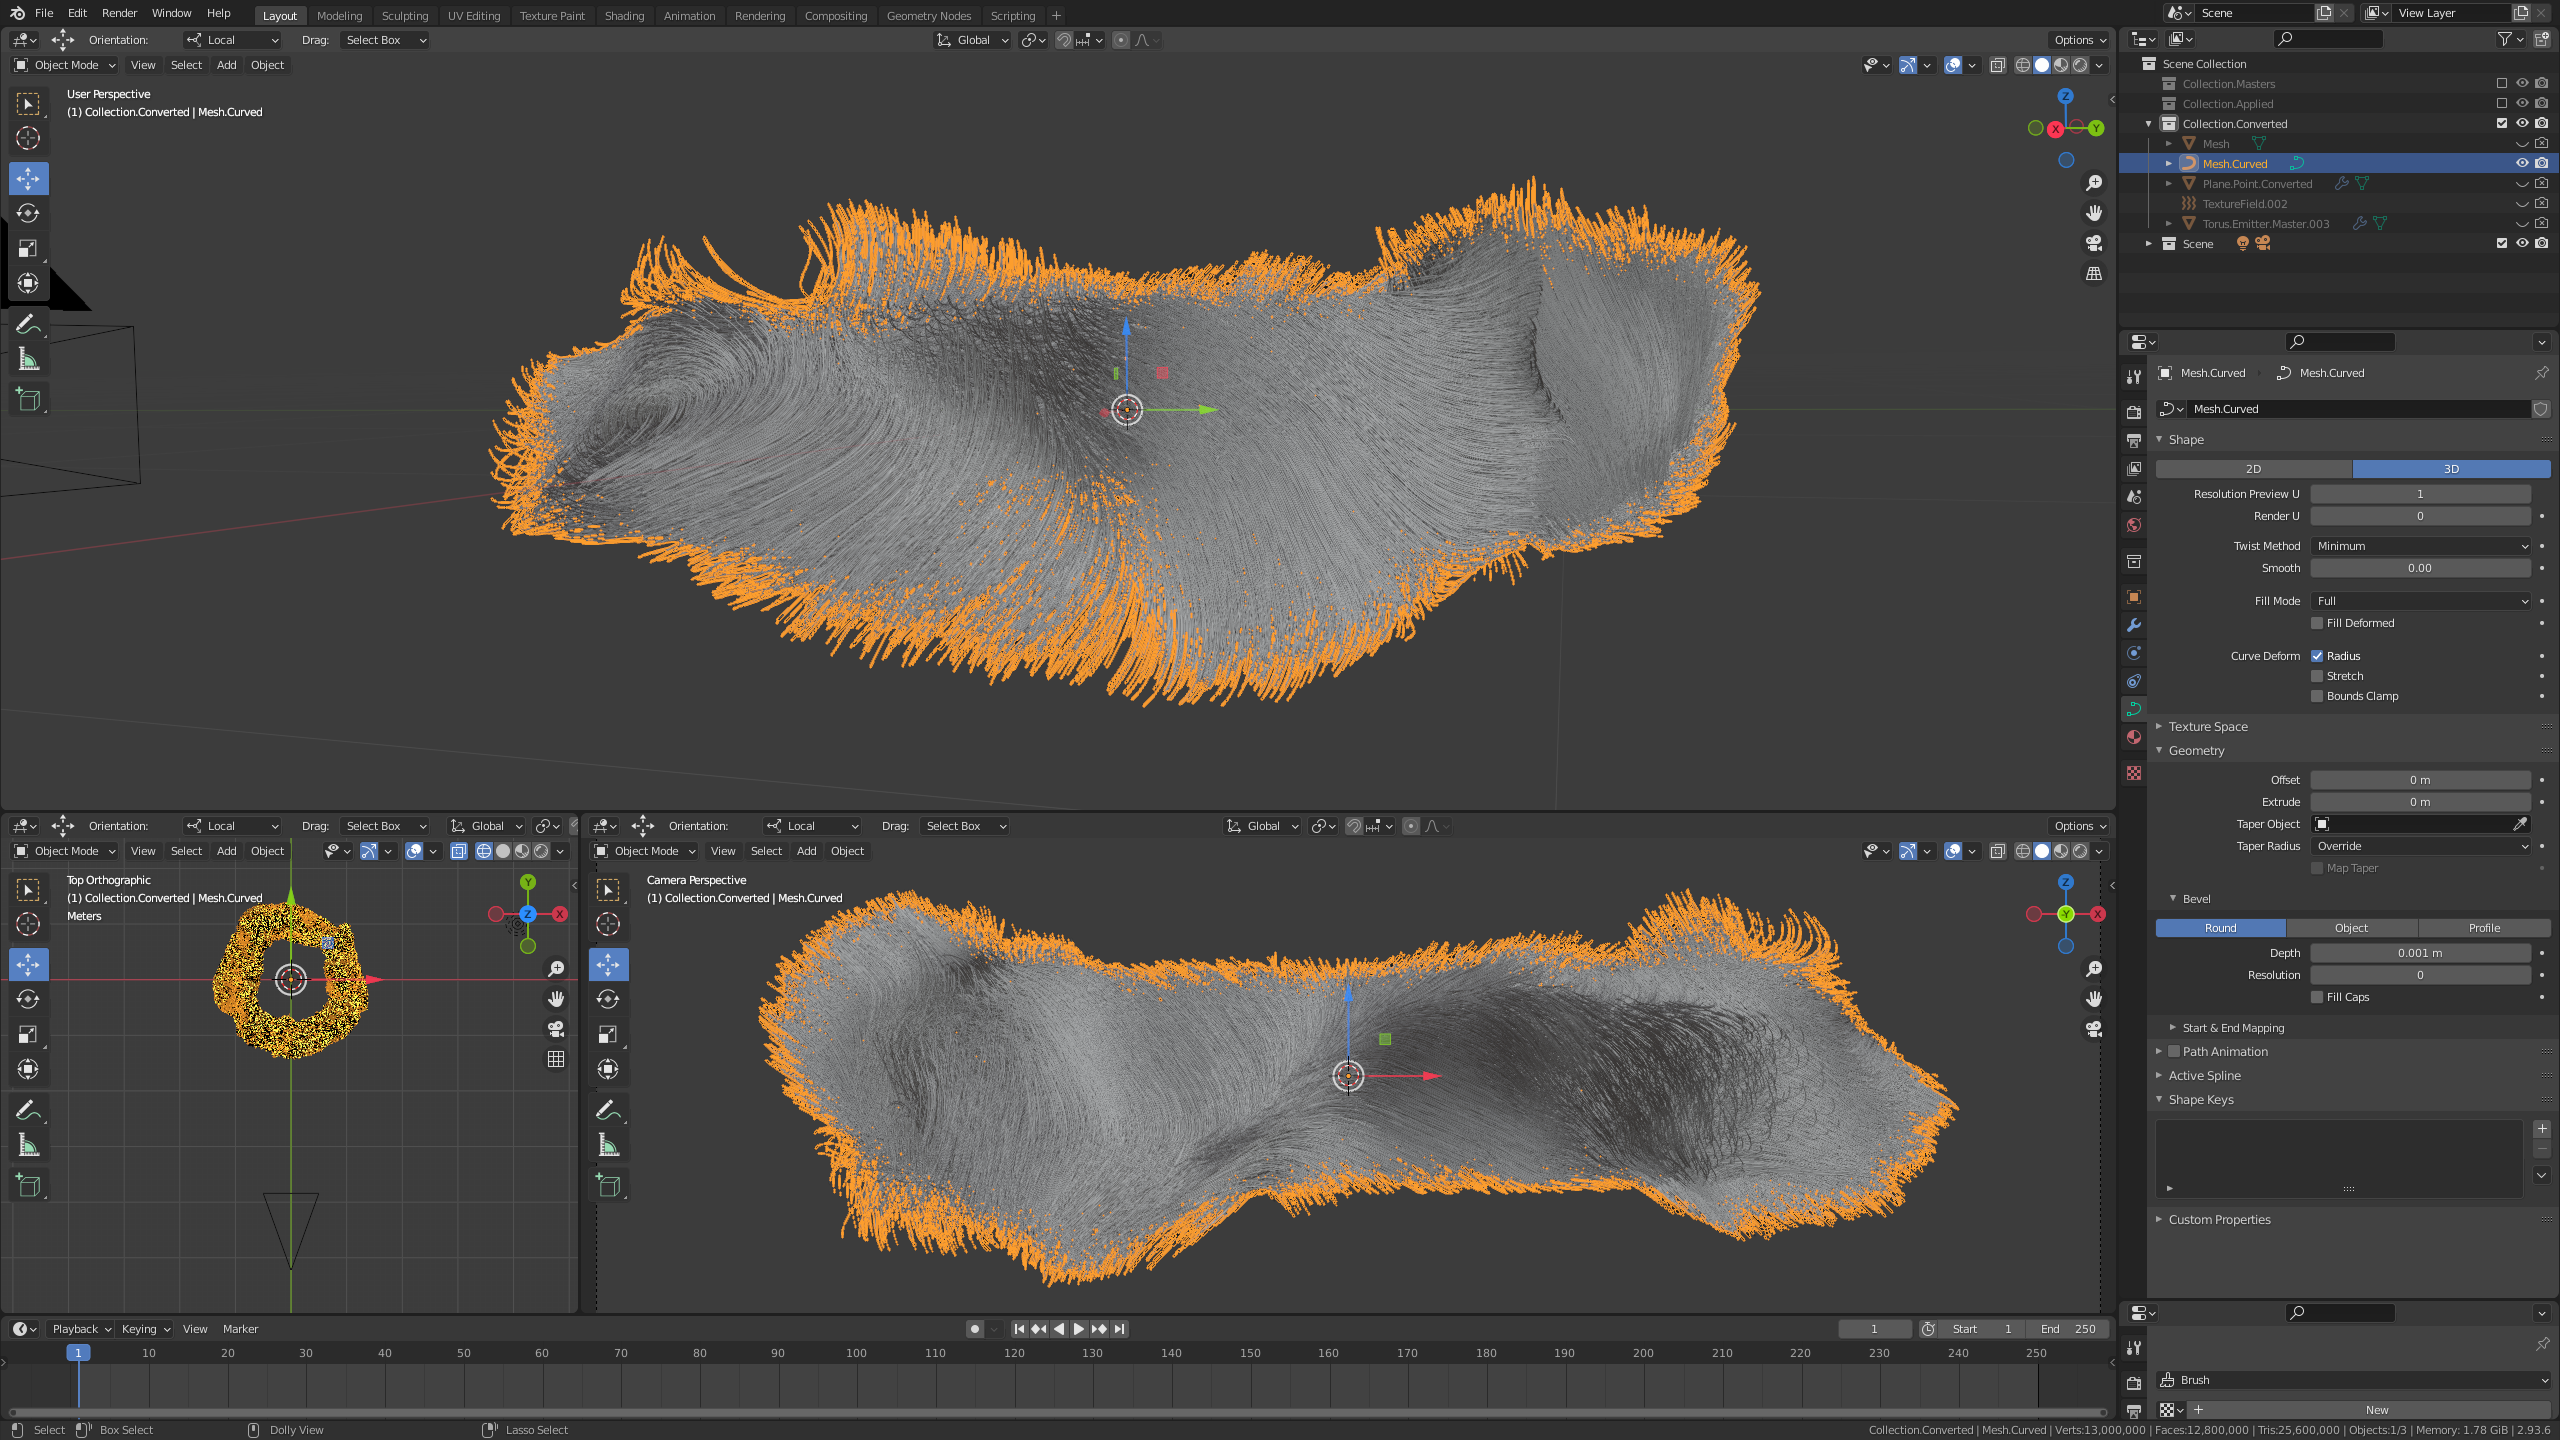 File Edit Render Window Help Layout Modeling Sculpting UV Editing Texture Paint Shading Animation Rendering Compositing Geometry Nodes Scripting + Scene View Layer
Orientation: Local Drag: Select Box Global Options
Object Mode View Select Add Object
User Perspective
(1) Collection.Converted | Mesh.Curved
Z
X
Y
Scene Collection
Collection.Masters
Collection.Applied
Collection.Converted
Mesh
Mesh.Curved
Plane.Point.Converted
TextureField.002
Torus.Emitter.Master.003
Scene
Mesh.Curved Mesh.Curved
Mesh.Curved
Shape
2D 3D
Resolution Preview U 1
Render U 0
Twist Method Minimum
Smooth 0.00
Fill Mode Full
Fill Deformed
Curve Deform Radius
Stretch
Bounds Clamp
Texture Space
Geometry
Offset 0 m
Extrude 0 m
Taper Object
Taper Radius Override
Map Taper
Bevel
Round Object Profile
Depth 0.001 m
Resolution 0
Fill Caps
Start & End Mapping
Path Animation
Active Spline
Shape Keys
Custom Properties
Orientation: Local Drag: Select Box Global
Object Mode View Select Add Object
Top Orthographic
(1) Collection.Converted | Mesh.Curved
Meters
Y
Z
X
Orientation: Local Drag: Select Box Global Options
Object Mode View Select Add Object
Camera Perspective
(1) Collection.Converted | Mesh.Curved
Z
Y
X
Playback Keying View Marker 1 Start 1 End 250
1 10 20 30 40 50 60 70 80 90 100 110 120 130 140 150 160 170 180 190 200 210 220 230 240 250
Brush
New
Select Box Select Dolly View Lasso Select Collection.Converted | Mesh.Curved | Verts:13,000,000 | Faces:12,800,000 | Tris:25,600,000 | Objects:1/3 | Memory: 1.78 GiB | 2.93.6